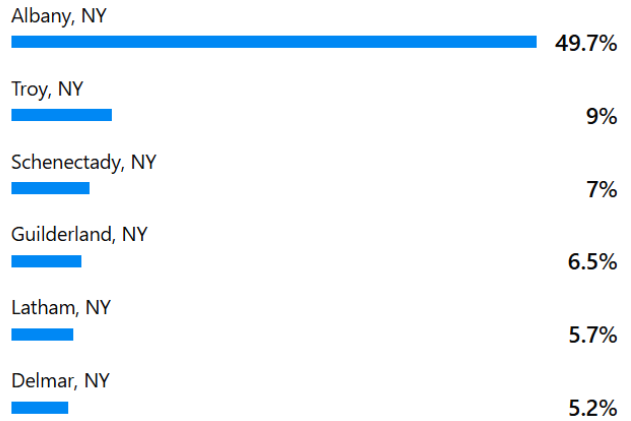 Albany, NY
49.7%
Troy, NY
9%
Schenectady, NY
7%
Guilderland, NY
6.5%
Latham, NY
5.7%
Delmar, NY
5.2%